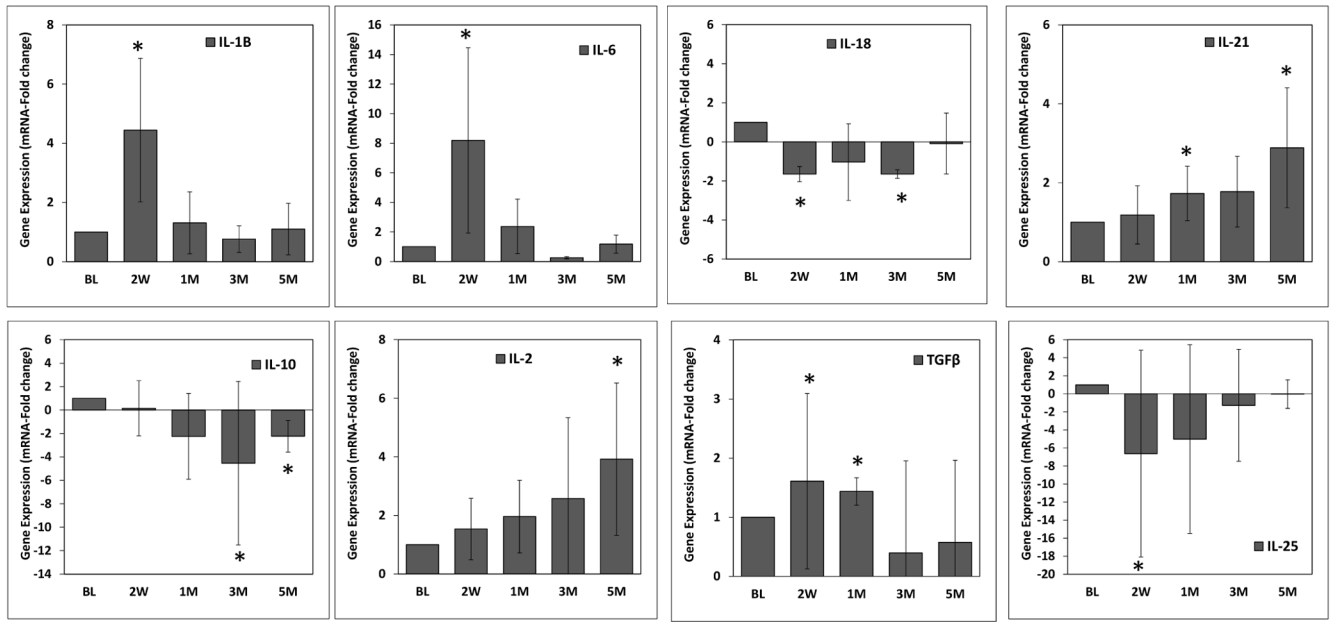 Gene Expression (mRNA-Fold change)
8
6
4
2
0
*
IL-1B
BL 2W 1M 3M 5M
Gene Expression (mRNA-Fold change)
16
14
12
10
8
6
4
2
0
*
IL-6
BL 2W 1M 3M 5M
Gene Expression (mRNA-Fold change)
6
4
2
0
-2
-4
-6
IL-18
* *
BL 2W 1M 3M 5M
Gene Expression (mRNA-Fold change)
6
4
2
0
IL-21
* *
BL 2W 1M 3M 5M
Gene Expression (mRNA-Fold change)
6
4
2
0
-2
-4
-6
-8
-10
-12
-14
IL-10
* *
BL 2W 1M 3M 5M
Gene Expression (mRNA-Fold change)
8
6
4
2
0
IL-2
*
BL 2W 1M 3M 5M
Gene Expression (mRNA-Fold change)
4
3
2
1
0
TGFβ
* *
BL 2W 1M 3M 5M
Gene Expression (mRNA-Fold change)
6
4
2
0
-2
-4
-6
-8
-10
-12
-14
-16
-18
-20
IL-25
*
BL 2W 1M 3M 5M